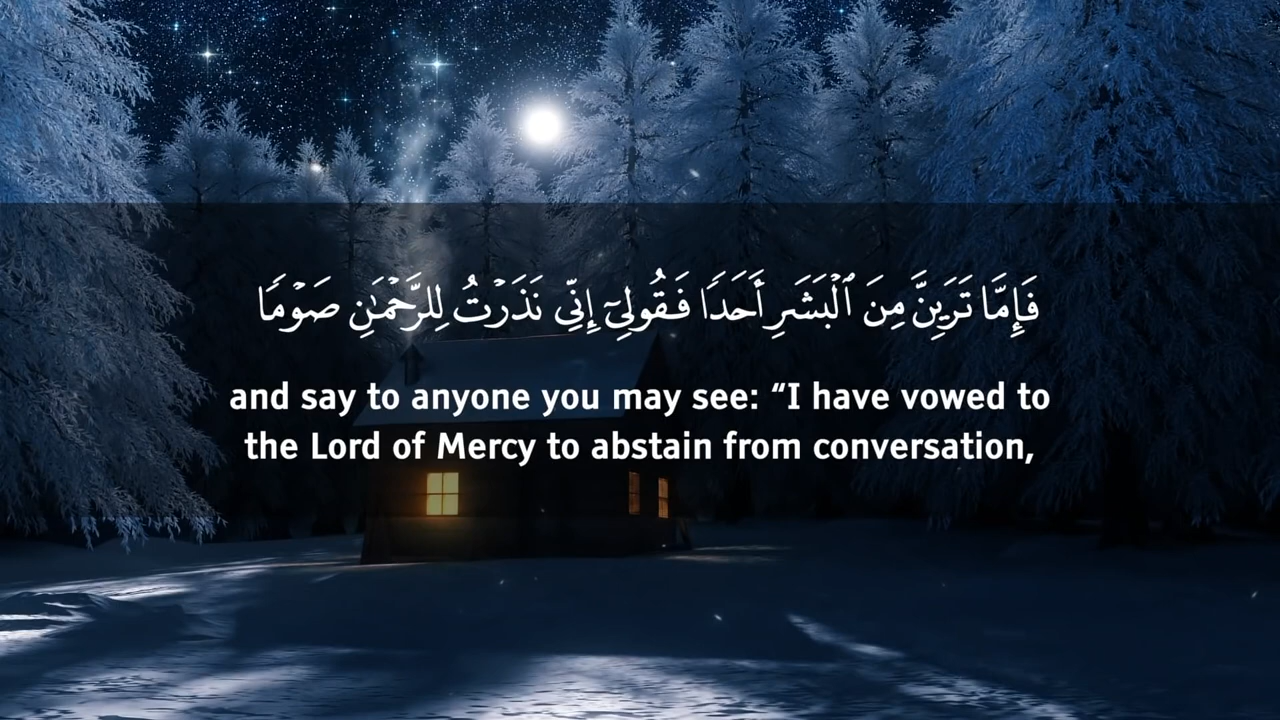 فَإِمَّا تَرَيِنَّ مِنَ ٱلْبَشَرِ أَحَدًا فَقُولِىٓ إِنِّى نَذَرْتُ لِلرَّحْمَـٰنِ صَوْمًا
and say to anyone you may see: “I have vowed to
the Lord of Mercy to abstain from conversation,